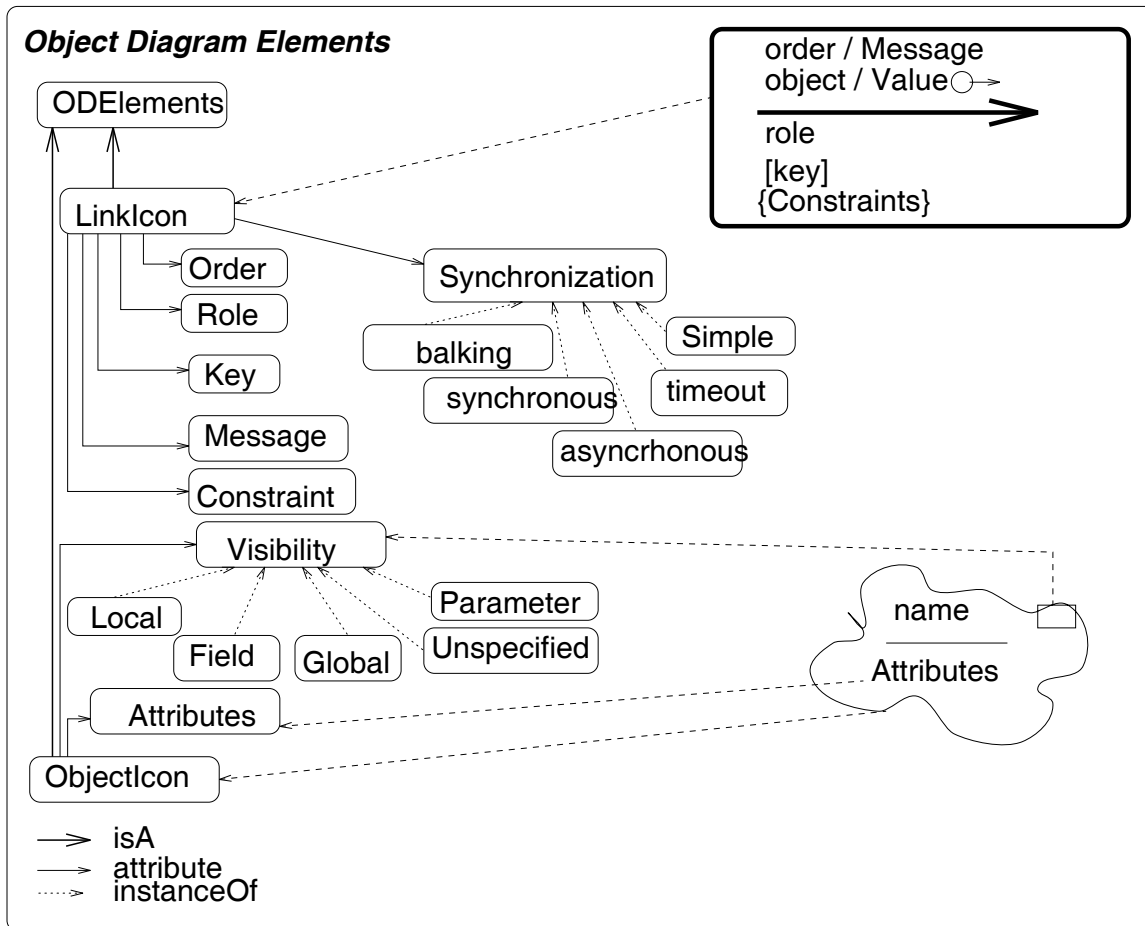 Object Diagram Elements
order / Message
object / Value
role
[key]
{Constraints}
ODElements
LinkIcon
Order
Role
Key
Message
Constraint
Synchronization
balking
Simple
synchronous
timeout
asyncrhonous
Visibility
Local
Parameter
Field
Global
Unspecified
Attributes
ObjectIcon
name
Attributes
isA
attribute
instanceOf